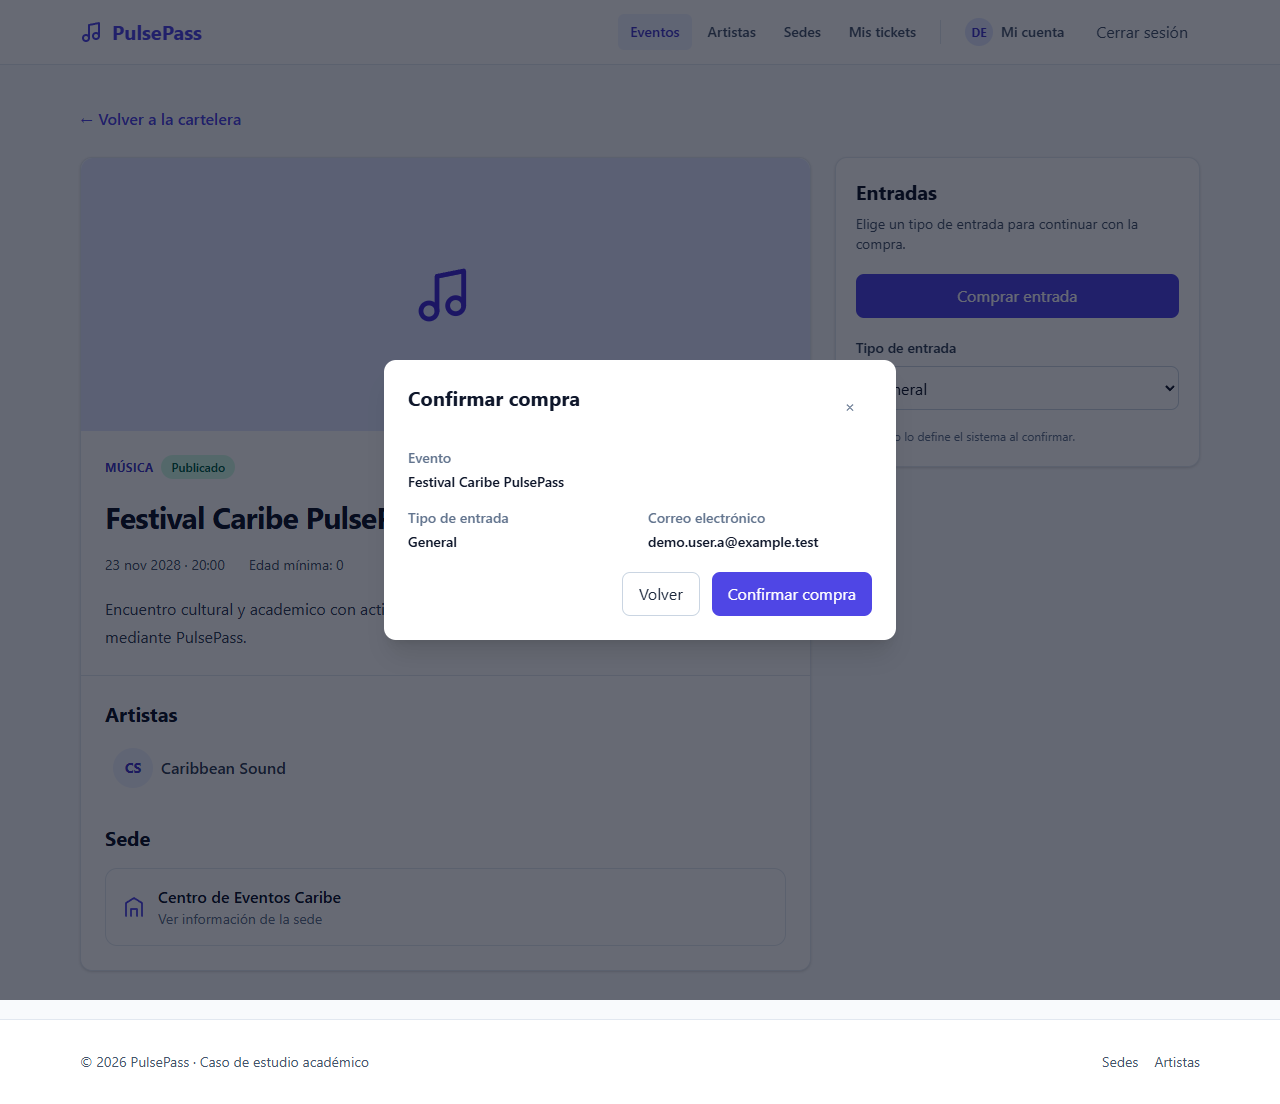 PulsePass
Eventos
Artistas
Sedes
Mis tickets
DE
Mi cuenta
Cerrar sesión
← Volver a la cartelera
Entradas
Elige un tipo de entrada para continuar con la
compra.
Comprar entrada
Tipo de entrada
lo define el sistema al confirmar.
Confirmar compra
×
Evento
Festival Caribe PulsePass
Tipo de entrada
General
Correo electrónico
demo.user.a@example.test
Volver
Confirmar compra
MÚSICA
Publicado
Festival Caribe
23 nov 2028 · 20:00
Edad mínima: 0
Encuentro cultural y academico con
mediante PulsePass.
Artistas
CS
Caribbean Sound
Sede
Centro de Eventos Caribe
Ver información de la sede
© 2026 PulsePass · Caso de estudio académico
Sedes
Artistas